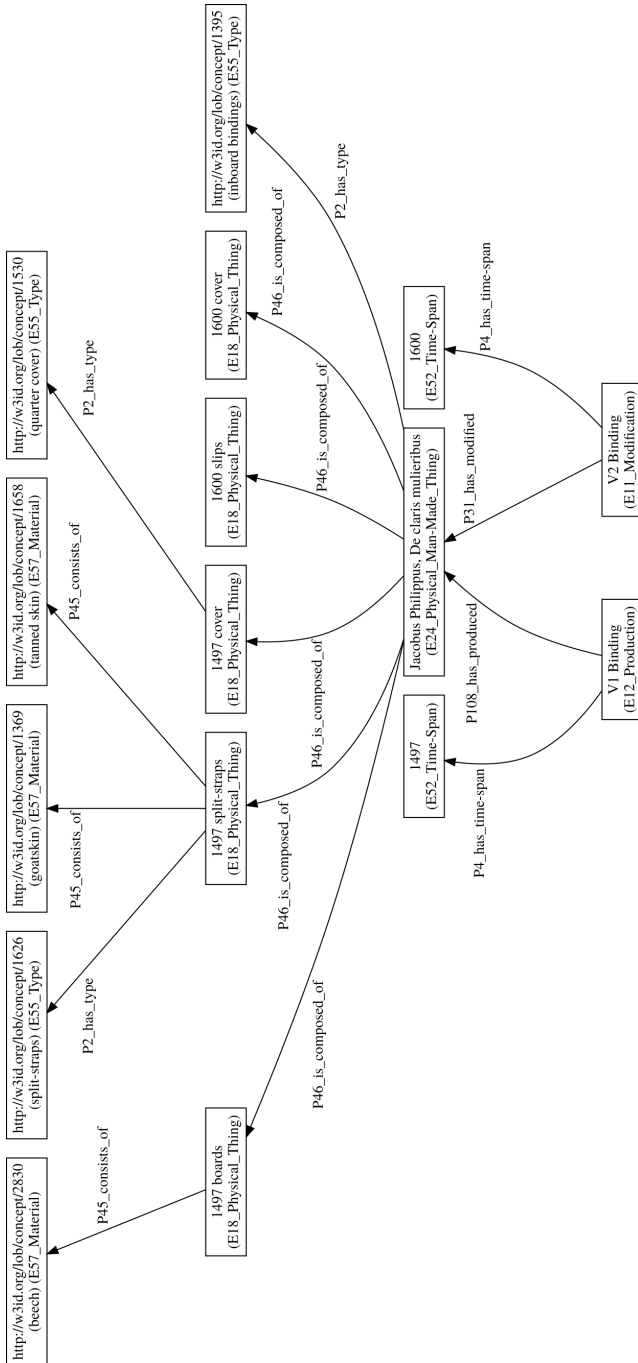 http://w3id.org/lob/concept/2830
(beech) (E57_Material)
http://w3id.org/lob/concept/1626
(split-straps) (E55_Type)
http://w3id.org/lob/concept/1369
(goatskin) (E57_Material)
http://w3id.org/lob/concept/1658
(tanned skin) (E57_Material)
http://w3id.org/lob/concept/1530
(quarter cover) (E55_Type)
P45_consists_of
P2_has_type
P45_consists_of
P45_consists_of
P2_has_type
1497 boards
(E18_Physical_Thing)
1497 split-straps
(E18_Physical_Thing)
1497 cover
(E18_Physical_Thing)
1600 slips
(E18_Physical_Thing)
1600 cover
(E18_Physical_Thing)
http://w3id.org/lob/concept/1395
(inboard bindings) (E55_Type)
P46_is_composed_of
P46_is_composed_of
P46_is_composed_of
P46_is_composed_of
P46_is_composed_of
P2_has_type
1497
(E52_Time-Span)
Jacobus Philippus, De claris mulieribus
(E24_Physical_Man-Made_Thing)
1600
(E52_Time-Span)
P4_has_time-span
P108_has_produced
P31_has_modified
P4_has_time-span
V1 Binding
(E12_Production)
V2 Binding
(E11_Modification)